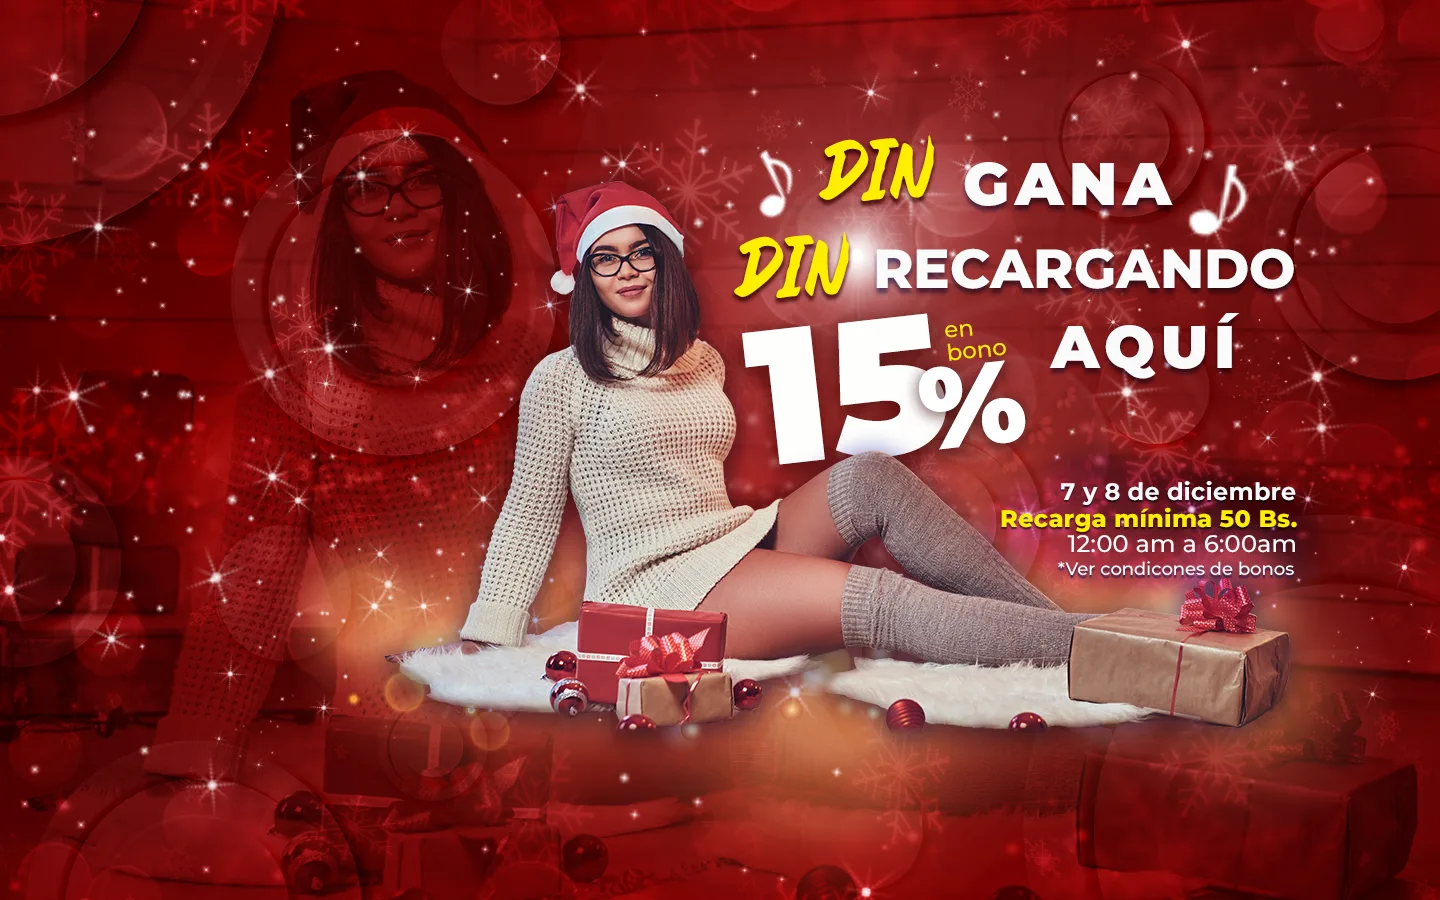 DIN GANA
DIN RECARGANDO
15% en bono AQUÍ
7 y 8 de diciembre
Recarga mínima 50 Bs.
12:00 am a 6:00am
*Ver condicones de bonos